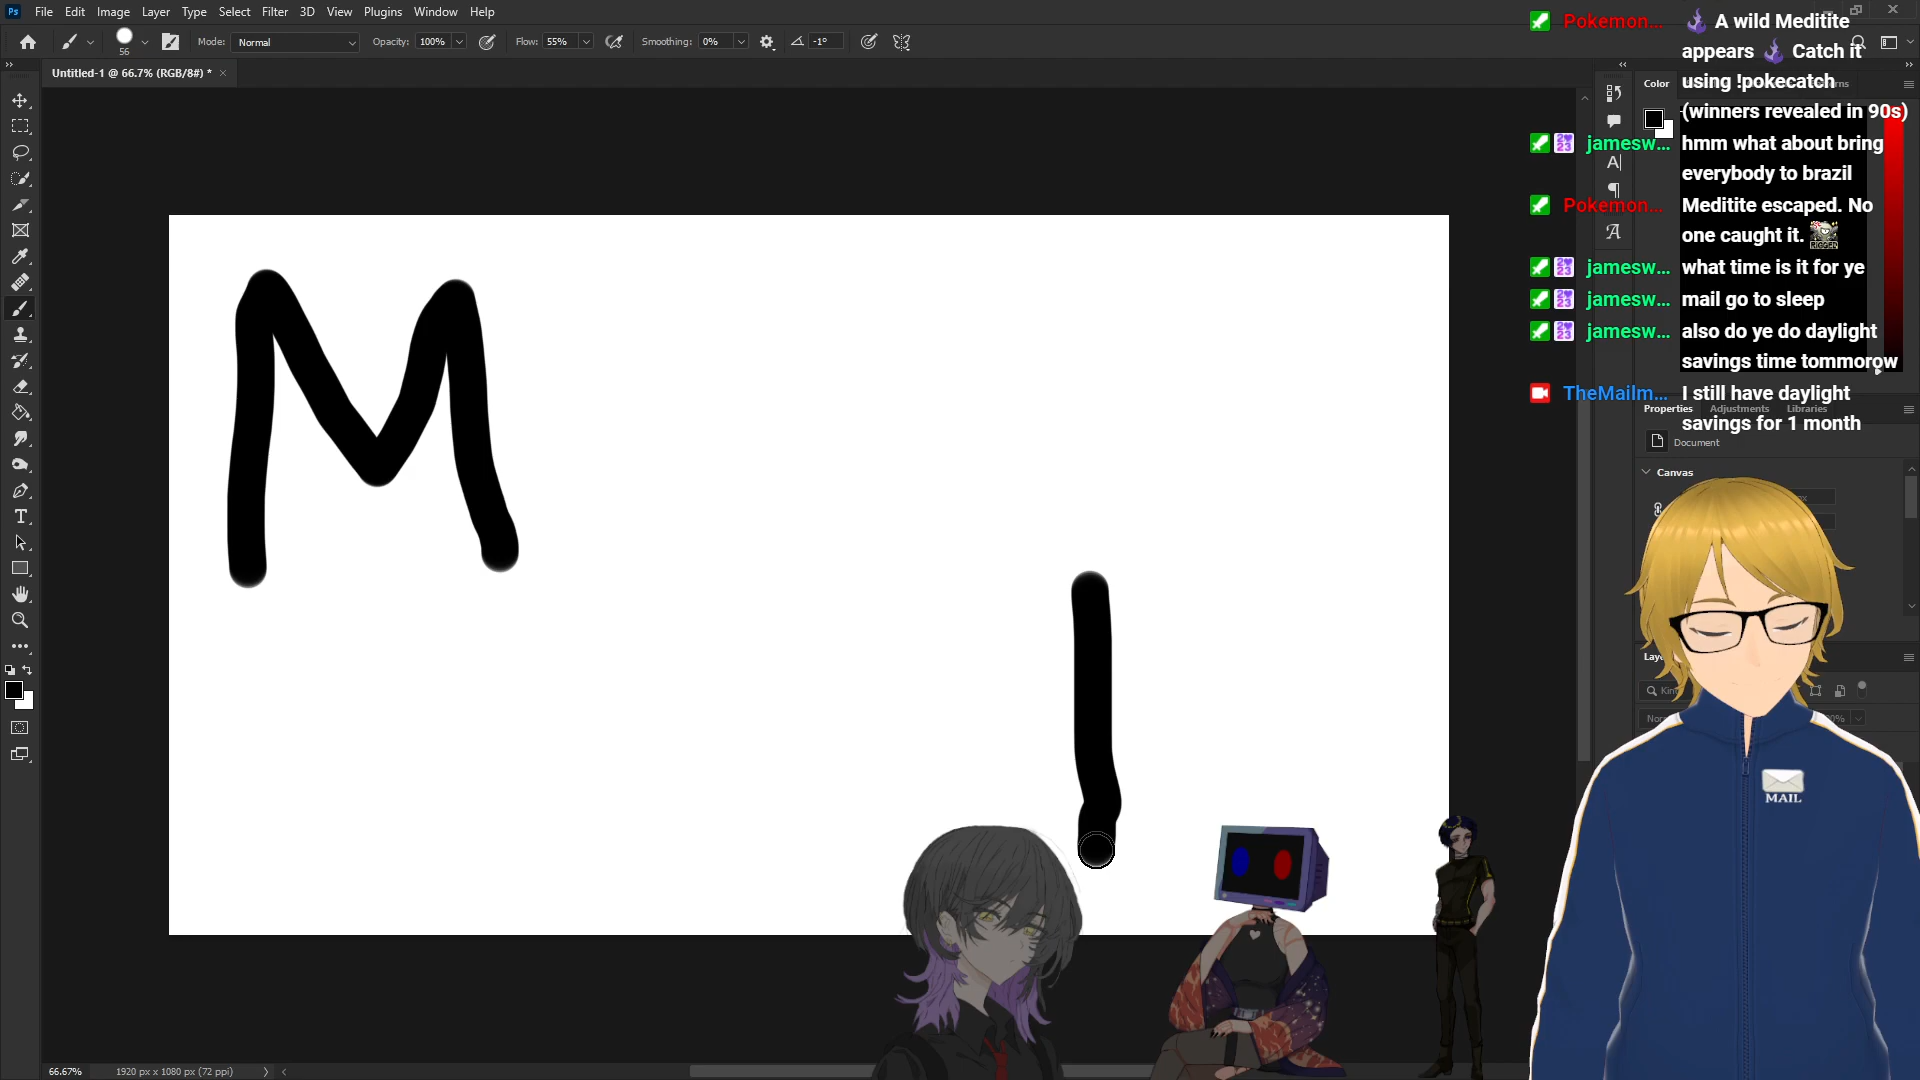 Ps File Edit Image Layer Type Select Filter 3D View Plugins Window Help
56 Mode: Normal Opacity: 100% Flow: 55% Smoothing: 0% -1°
Untitled-1 @ 66.7% (RGB/8#) * ×
M
Color
Pokemon... A wild Meditite
appears Catch it
using !pokecatch
(winners revealed in 90s)
jamesw... hmm what about bring
everybody to brazil
Pokemon... Meditite escaped. No
one caught it.
jamesw... what time is it for ye
jamesw... mail go to sleep
jamesw... also do ye do daylight
savings time tommorow
TheMailm... I still have daylight
savings for 1 month
Properties Adjustments Libraries
Document
Canvas
MAIL
66.67% 1920 px x 1080 px (72 ppi)